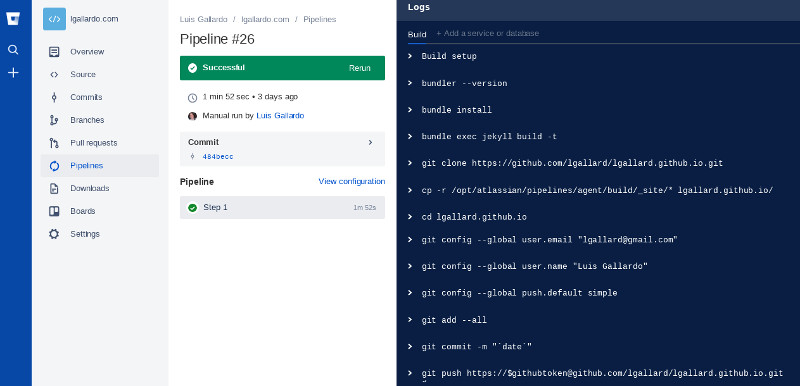 lgallardo.com
Overview
Source
Commits
Branches
Pull requests
Pipelines
Downloads
Boards
Settings
Luis Gallardo / lgallardo.com / Pipelines
Pipeline #26
Successful Rerun
1 min 52 sec • 3 days ago
Manual run by Luis Gallardo
Commit
484becc
Pipeline View configuration
Step 1 1m 52s
Logs
Build + Add a service or database
Build setup
bundler --version
bundle install
bundle exec jekyll build -t
git clone https://github.com/lgallard/lgallard.github.io.git
cp -r /opt/atlassian/pipelines/agent/build/_site/* lgallard.github.io/
cd lgallard.github.io
git config --global user.email "lgallard@gmail.com"
git config --global user.name "Luis Gallardo"
git config --global push.default simple
git add --all
git commit -m "`date`"
git push https://$githubtoken@github.com/lgallard/lgallard.github.io.git